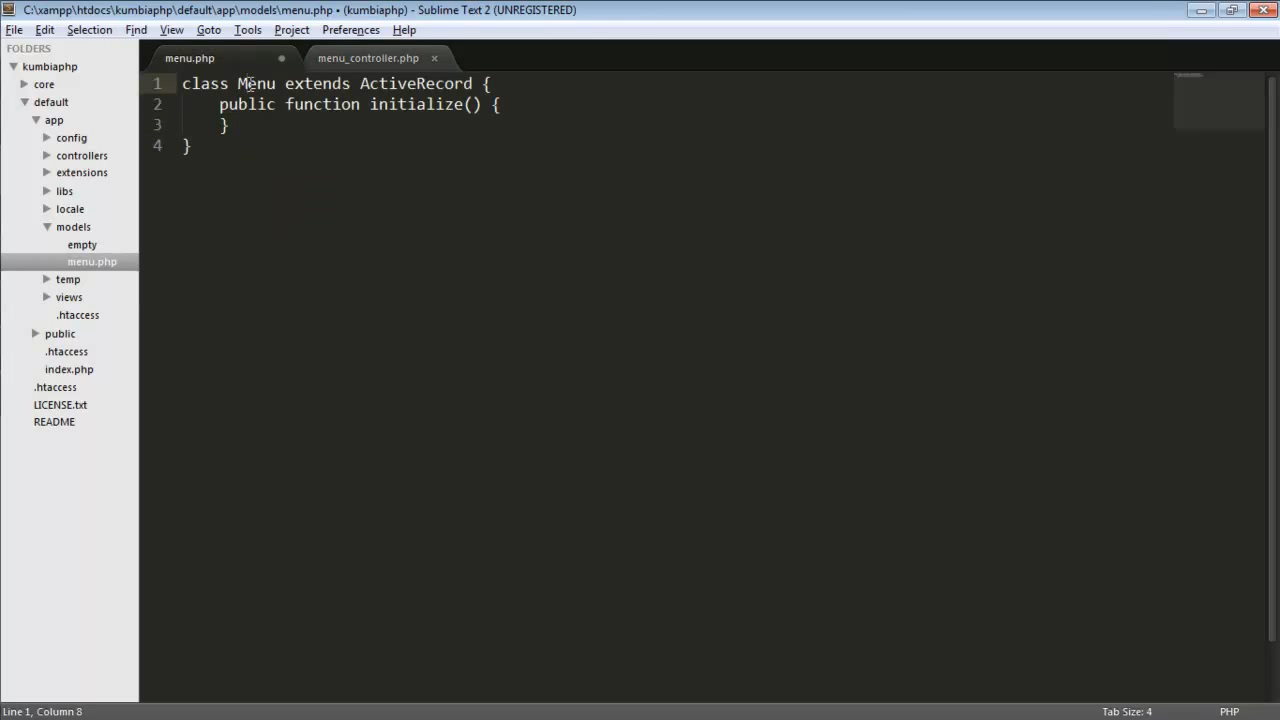 C:\xampp\htdocs\kumbiaphp\default\app\models\menu.php • (kumbiaphp) - Sublime Text 2 (UNREGISTERED)
File Edit Selection View Goto Tools Project Preferences Help
FOLDERS
kumbiaphp
core
default
app
config
controllers
extensions
libs
locale
models
empty
menu.php
temp
views
.htaccess
public
.htaccess
index.php
.htaccess
LICENSE.txt
README
menu.php menu_controller.php
1 class Menu extends ActiveRecord {
2 public function initialize() {
3 }
4 }
Line 1, Column 8 Tab Size: 4 PHP